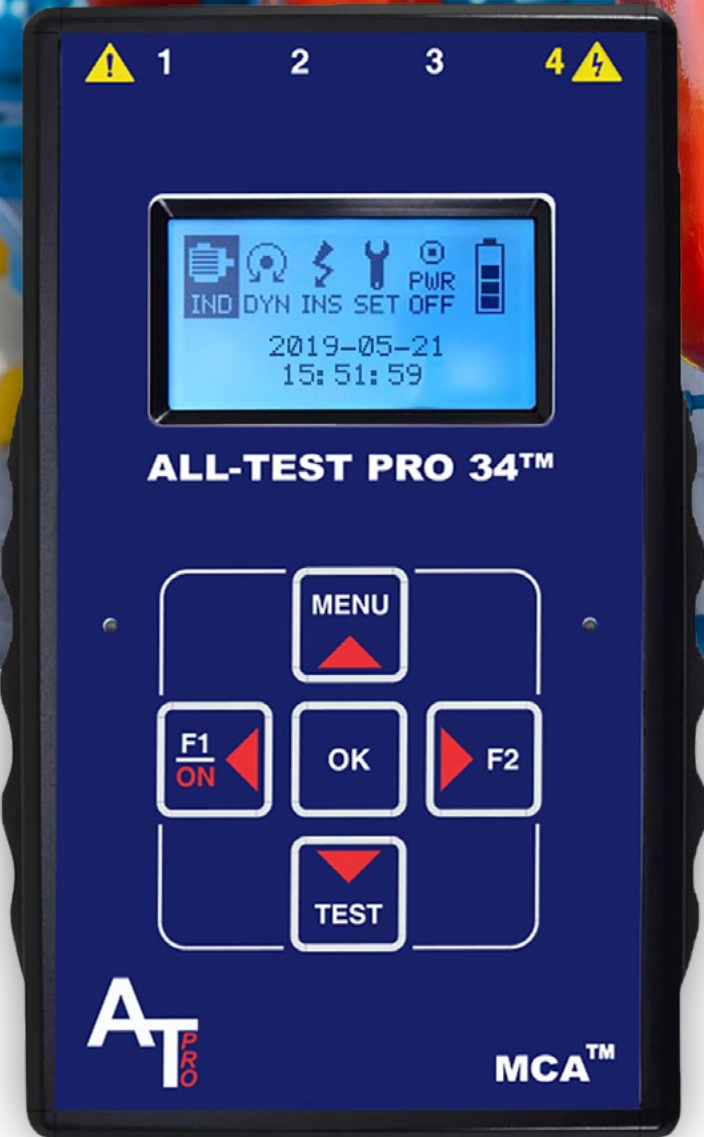 1 2 3 4
IND DYN INS SET PWR OFF
2019-05-21
15:51:59
ALL-TEST PRO 34™
MENU
F1 ON
OK
F2
TEST
AT PRO
MCA™